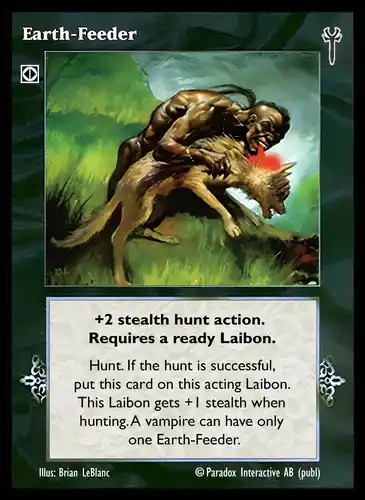 Earth-Feeder
+2 stealth hunt action.
Requires a ready Laibon.
Hunt. If the hunt is successful,
put this card on this acting Laibon.
This Laibon gets +1 stealth when
hunting. A vampire can have only
one Earth-Feeder.
Illus: Brian LeBlanc
© Paradox Interactive AB (publ)